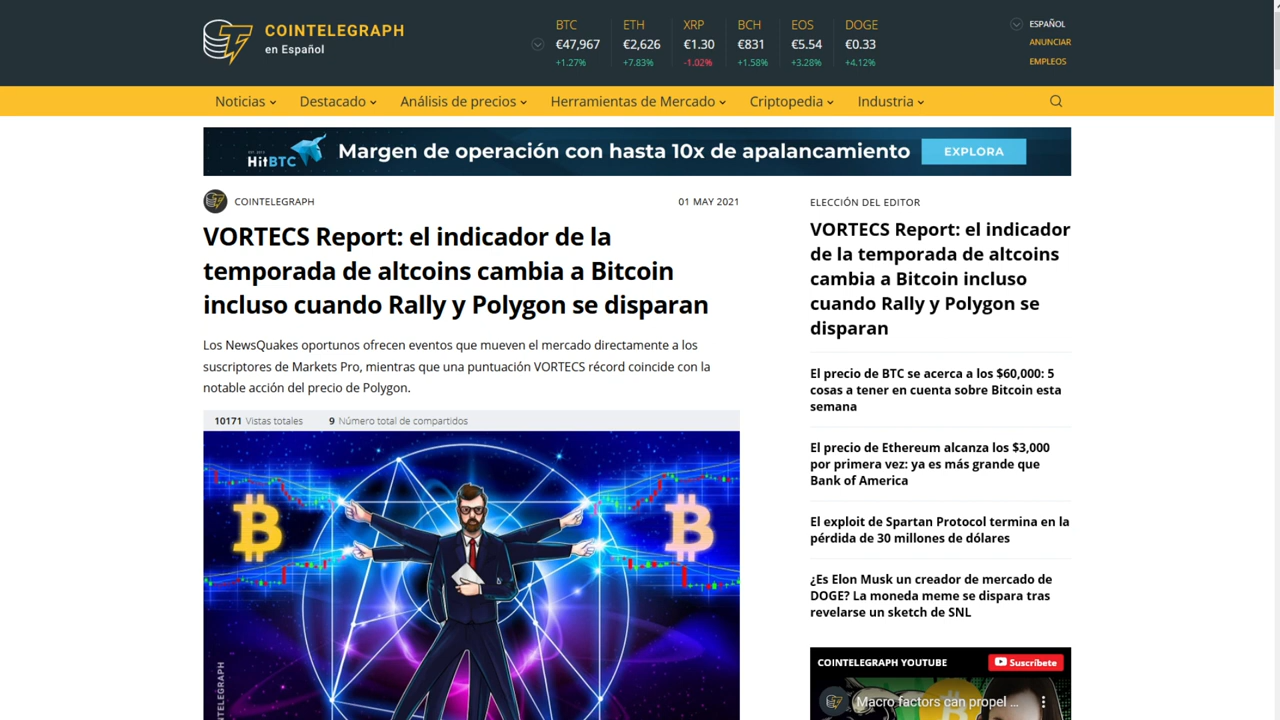 COINTELEGRAPH
en Español
BTC ETH XRP BCH EOS DOGE
€47,967 €2,626 €1.30 €831 €5.54 €0.33
+1.27% +7.83% -1.02% +1.58% +3.28% +4.12%
ESPAÑOL
ANUNCIAR
EMPLEOS
Noticias Destacado Análisis de precios Herramientas de Mercado Criptopedia Industria
HitBTC Margen de operación con hasta 10x de apalancamiento EXPLORA
COINTELEGRAPH 01 MAY 2021
VORTECS Report: el indicador de la
temporada de altcoins cambia a Bitcoin
incluso cuando Rally y Polygon se disparan
Los NewsQuakes oportunos ofrecen eventos que mueven el mercado directamente a los
suscriptores de Markets Pro, mientras que una puntuación VORTECS récord coincide con la
notable acción del precio de Polygon.
10171 Vistas totales 9 Número total de compartidos
ELECCIÓN DEL EDITOR
VORTECS Report: el indicador
de la temporada de altcoins
cambia a Bitcoin incluso
cuando Rally y Polygon se
disparan
El precio de BTC se acerca a los $60,000: 5
cosas a tener en cuenta sobre Bitcoin esta
semana
El precio de Ethereum alcanza los $3,000
por primera vez: ya es más grande que
Bank of America
El exploit de Spartan Protocol termina en la
pérdida de 30 millones de dólares
¿Es Elon Musk un creador de mercado de
DOGE? La moneda meme se dispara tras
revelarse un sketch de SNL
COINTELEGRAPH YOUTUBE Suscríbete
Macro factors can propel ...